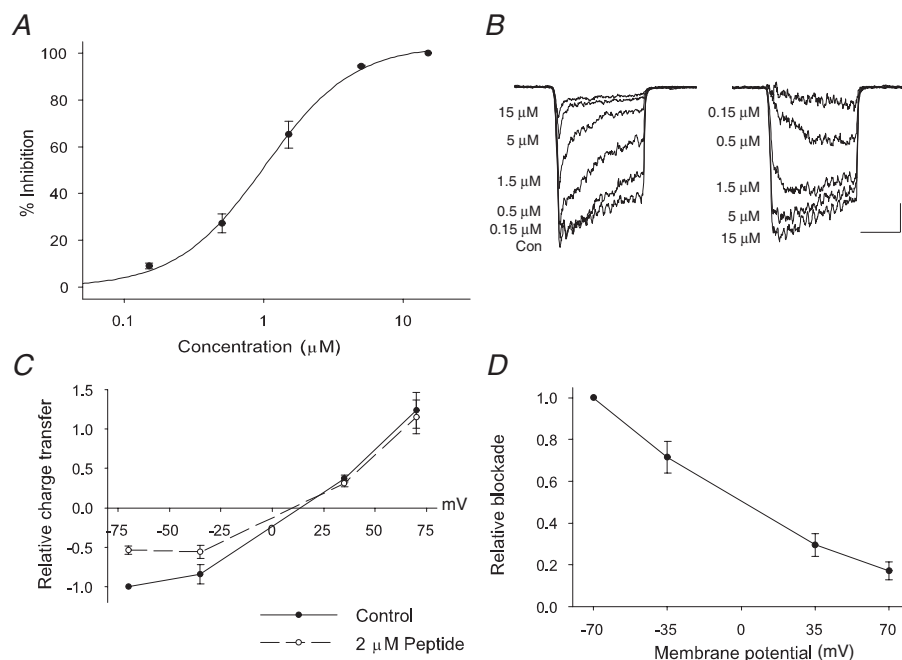 A
% Inhibition
100
80
60
40
20
0
0.1
1
10
Concentration (μM)
B
15 μM
5 μM
1.5 μM
0.5 μM
0.15 μM
Con
0.15 μM
0.5 μM
1.5 μM
5 μM
15 μM
C
Relative charge transfer
1.5
1.0
0.5
0.0
-0.5
-1.0
-75
-50
-25
0
25
50
75
mV
Control
2 μM Peptide
D
Relative blockade
1.0
0.8
0.6
0.4
0.2
0.0
-70
-35
0
35
70
Membrane potential (mV)